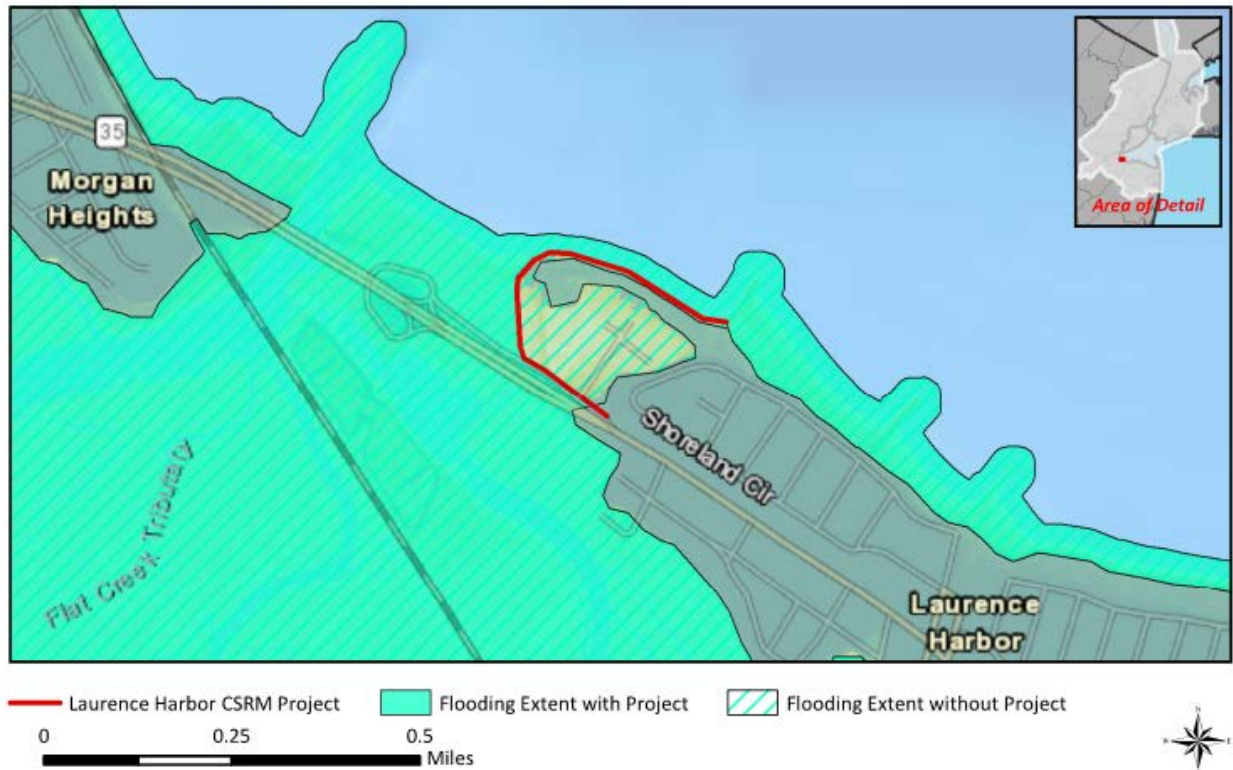 35
Morgan
Heights
Area of Detail
Shoreland Cir
Flat Creek Tributary
Laurence
Harbor
Laurence Harbor CSRM Project
Flooding Extent with Project
Flooding Extent without Project
0 0.25 0.5
Miles
N